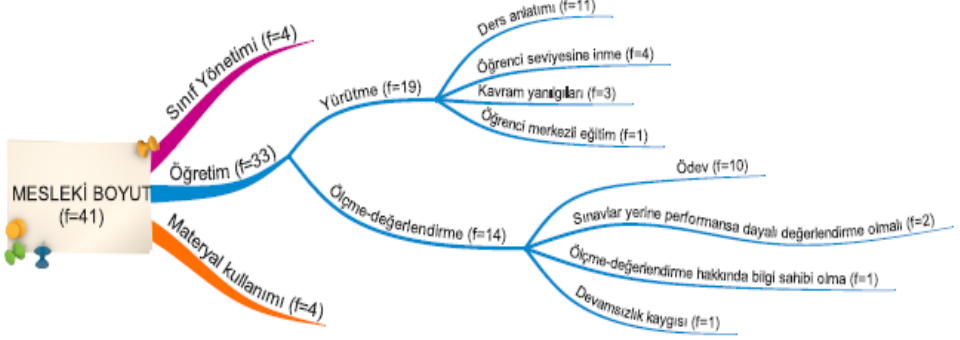 MESLEKİ BOYUT
(f=41)
Sınıf Yönetimi (f=4)
Öğretim (f=33)
Yürütme (f=19)
Ders anlatımı (f=11)
Öğrenci seviyesine inme (f=4)
Kavram yanılgıları (f=3)
Öğrenci merkezli eğitim (f=1)
Ölçme-değerlendirme (f=14)
Ödev (f=10)
Sınavlar yerine performansa dayalı değerlendirme olmalı (f=2)
Ölçme-değerlendirme hakkında bilgi sahibi olma (f=1)
Devamsızlık kaygısı (f=1)
Materyal kullanımı (f=4)